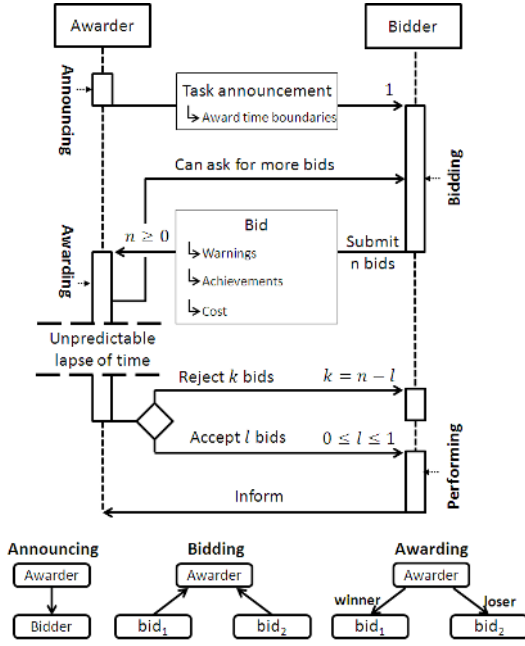 Awarder
Bidder
Announcing
Task announcement
↳ Award time boundaries
1
Can ask for more bids
Bidding
n ≥ 0
Bid
↳ Warnings
↳ Achievements
↳ Cost
Submit
n bids
Awarding
Unpredictable
lapse of time
Reject k bids
k = n − l
Accept l bids
0 ≤ l ≤ 1
Performing
Inform
Announcing
Bidding
Awarding
Awarder
Awarder
Awarder
winner
loser
Bidder
bid₁
bid₂
bid₁
bid₂